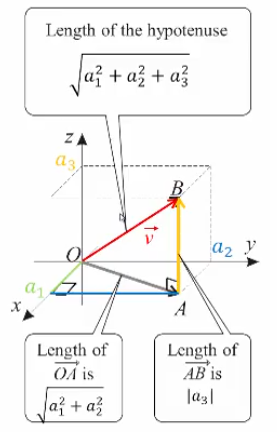 Length of the hypotenuse
√(a₁² + a₂² + a₃²)
z
a₃
B
v⃗
O
a₂
y
a₁
x
A
Length of
OA⃗ is
√(a₁² + a₂²)
Length of
AB⃗ is
|a₃|